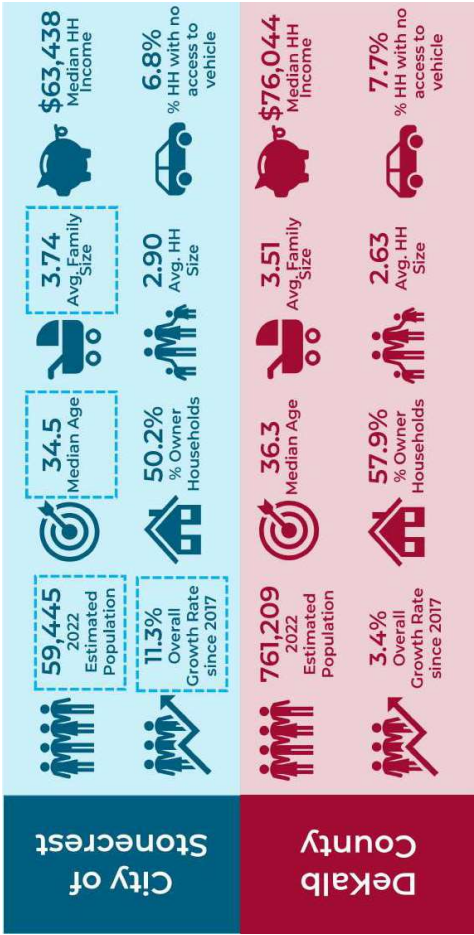 City of
Stonecrest
59,445
2022
Estimated
Population
34.5
Median Age
3.74
Avg. Family
Size
$63,438
Median HH
Income
11.3%
Overall
Growth Rate
since 2017
50.2%
% Owner
Households
2.90
Avg. HH
Size
6.8%
% HH with no
access to
vehicle
DeKalb
County
761,209
2022
Estimated
Population
36.3
Median Age
3.51
Avg. Family
Size
$76,044
Median HH
Income
3.4%
Overall
Growth Rate
since 2017
57.9%
% Owner
Households
2.63
Avg. HH
Size
7.7%
% HH with no
access to
vehicle